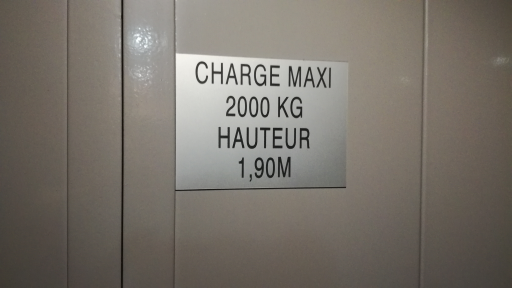 CHARGE MAXI
2000 KG
HAUTEUR
1,90M